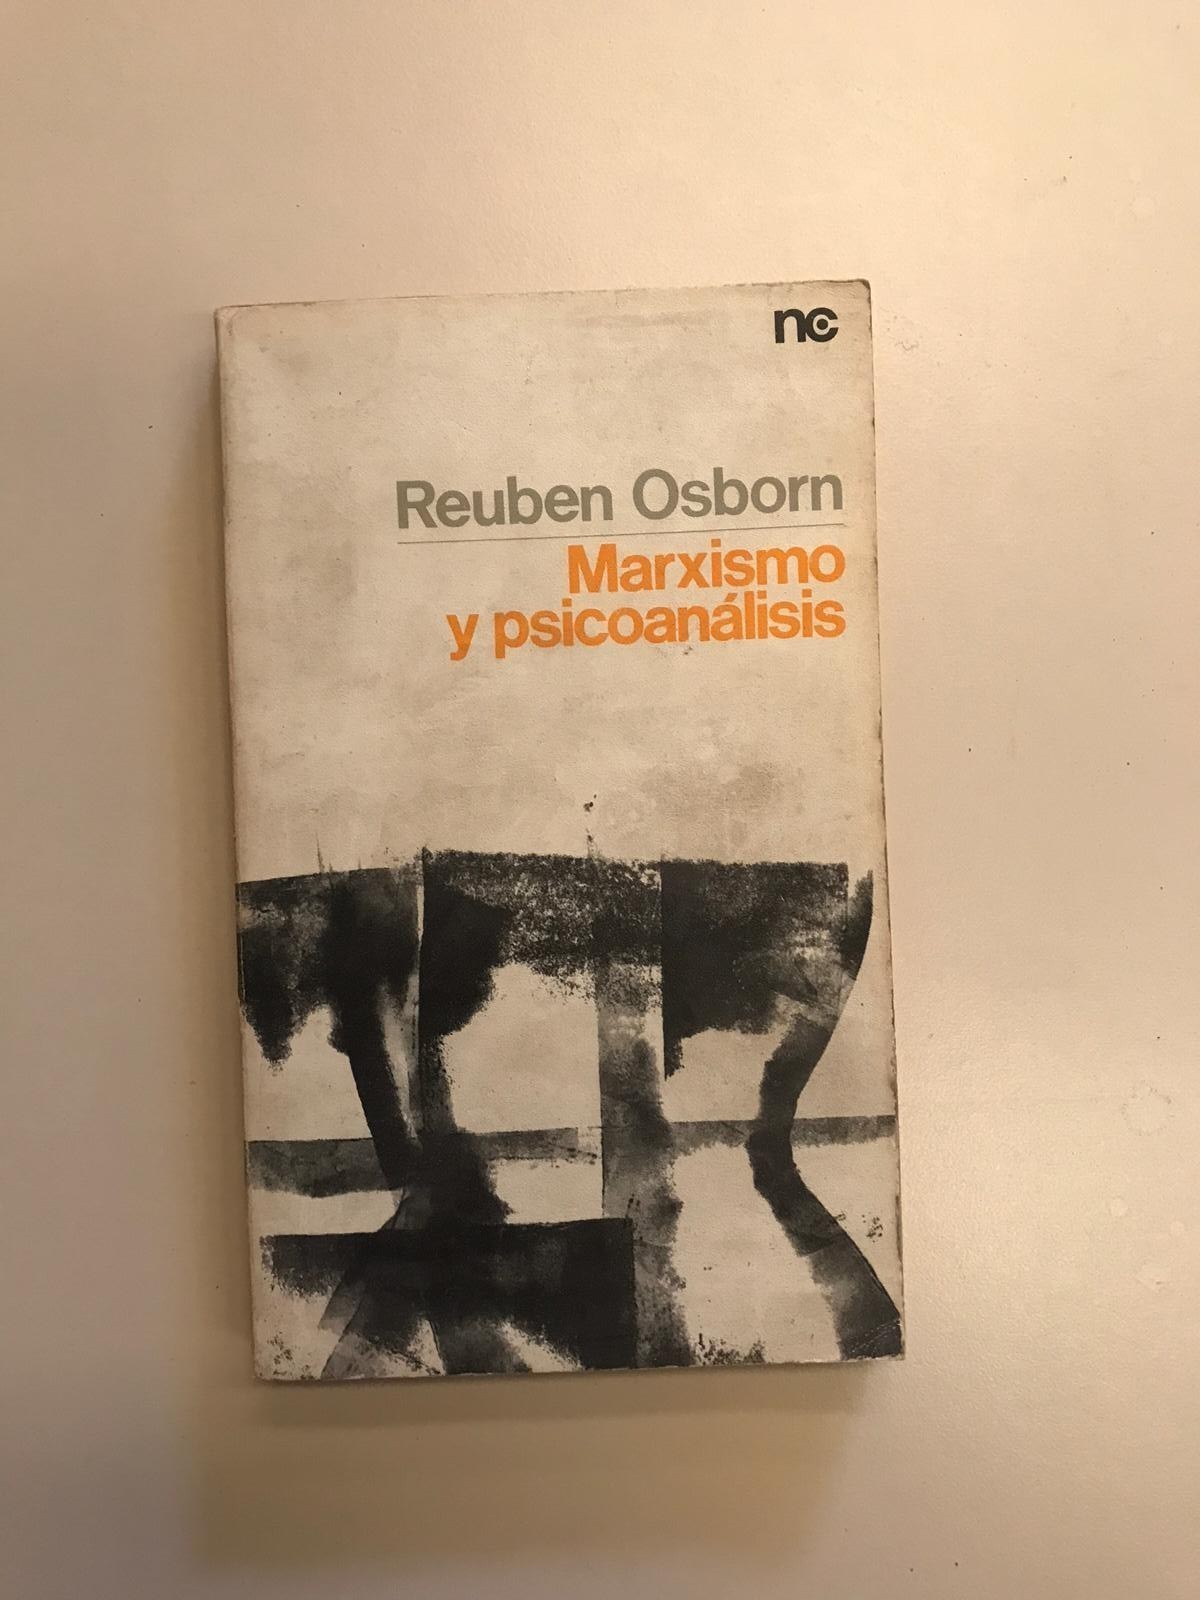 nc
Reuben Osborn
Marxismo
y psicoanálisis